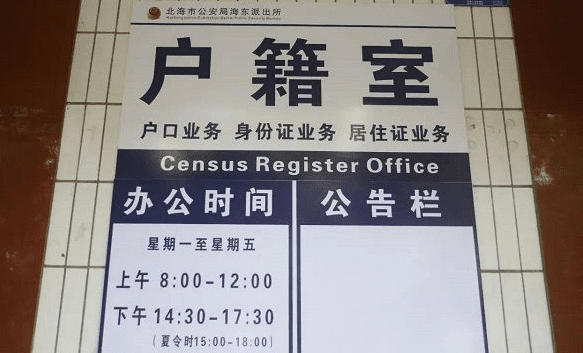 北海市公安局海东派出所
户籍室
户口业务 身份证业务 居住证业务
Census Register Office
办公时间
星期一至星期五
上午 8:00-12:00
下午 14:30-17:30
(夏令时15:00-18:00)
公告栏